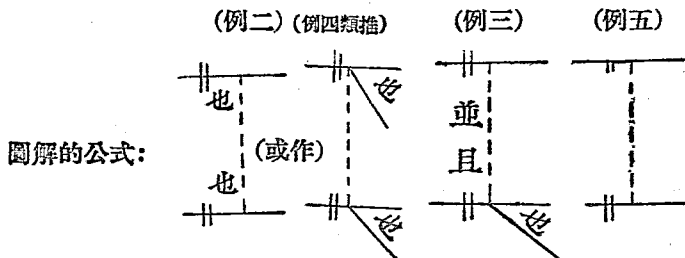 (例二) (例四類推) (例三) (例五)
也 也
圖解的公式: (或作) 並且
也 也 也